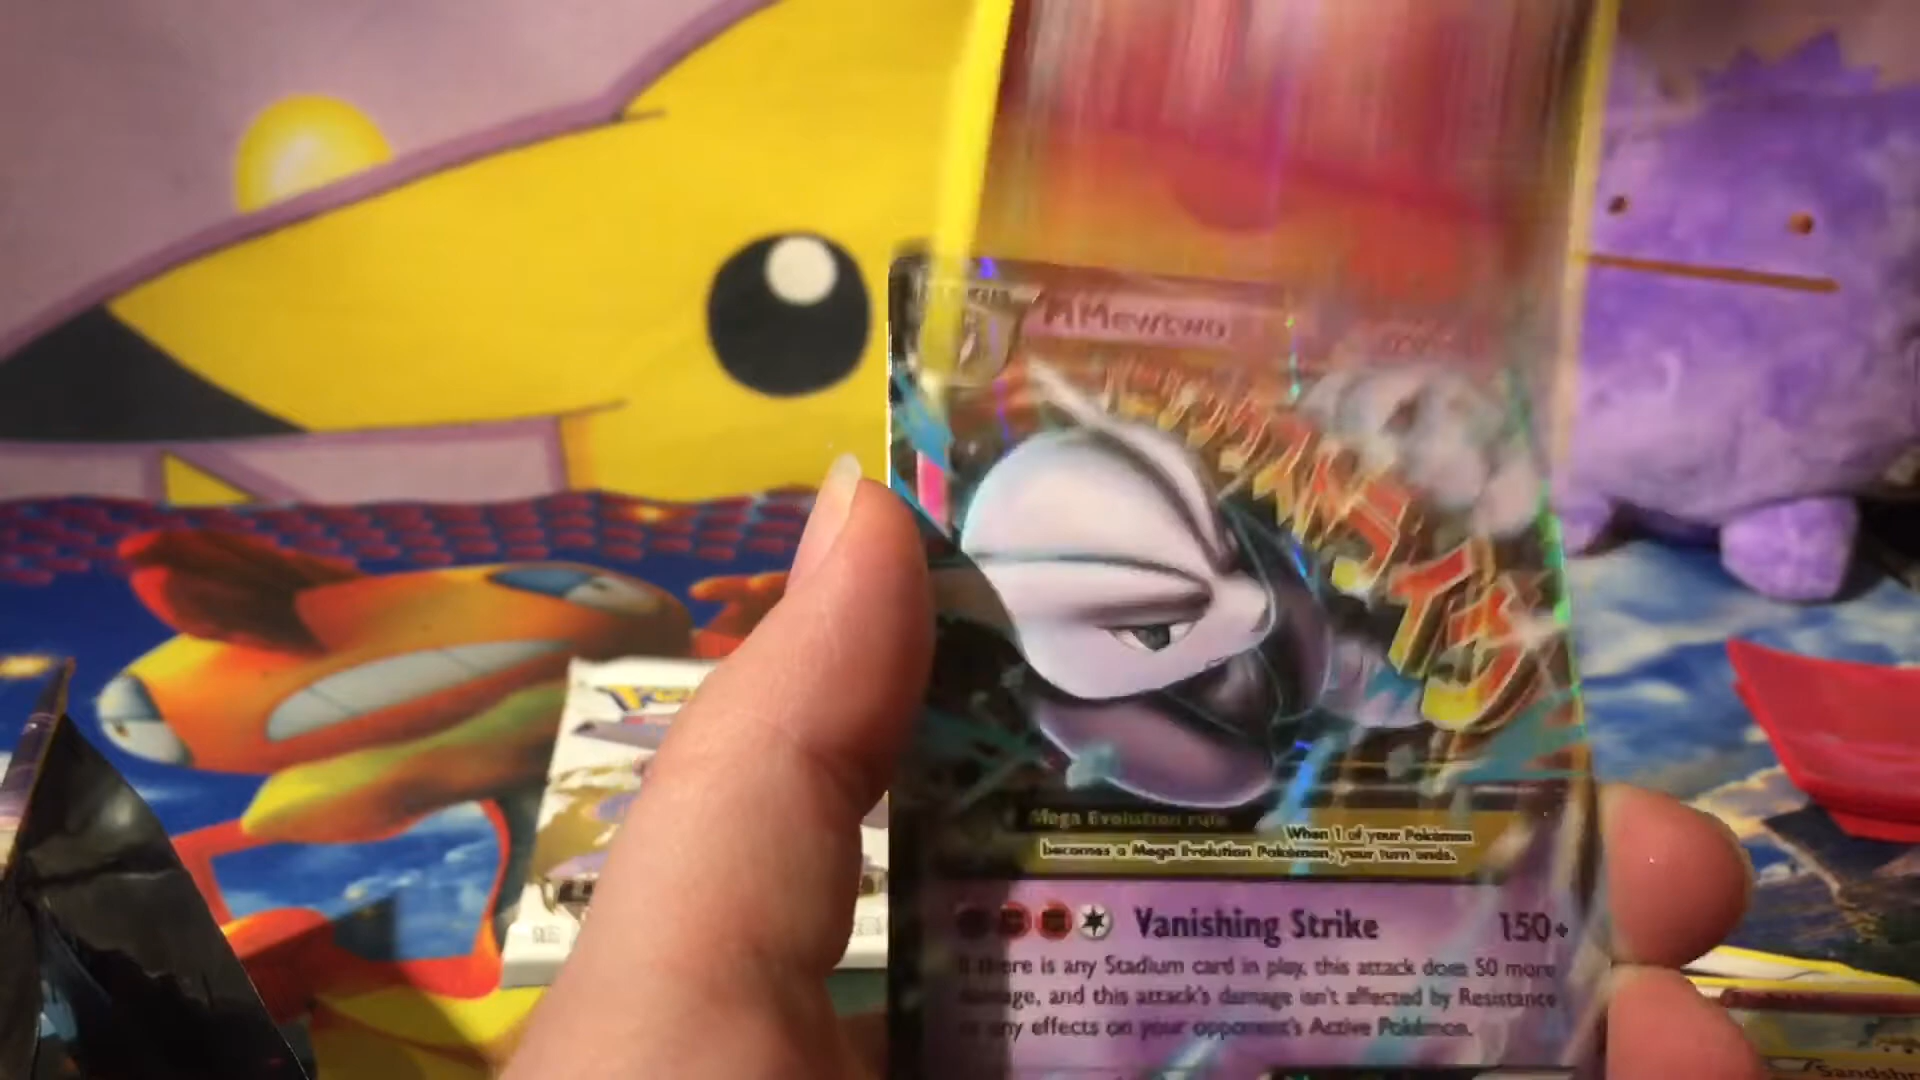 MMewtwo
Mega Evolution rule
When 1 of your Pokémon
becomes a Mega Evolution Pokémon, your turn ends.
Vanishing Strike 150+
If there is any Stadium card in play, this attack does 50 more
damage, and this attack's damage isn't affected by Resistance
or any effects on your opponent's Active Pokémon.